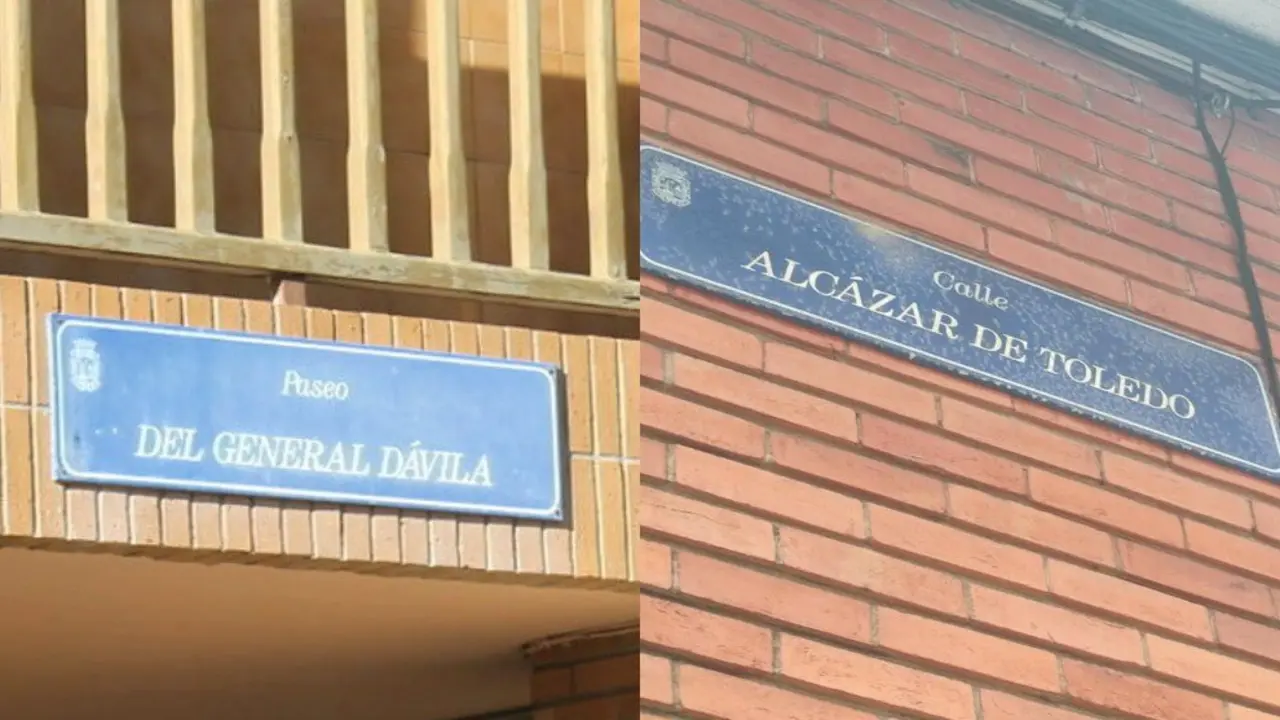 Paseo
DEL GENERAL DÁVILA
Calle
ALCÁZAR DE TOLEDO